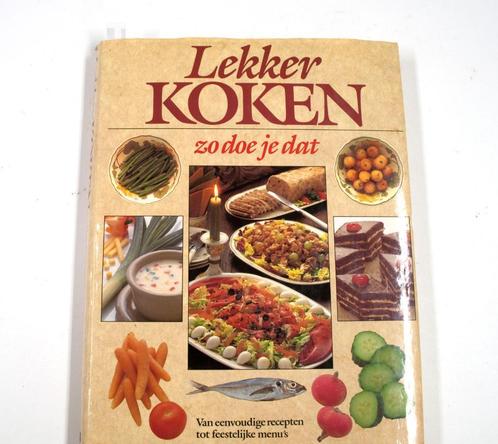 Lekker
KOKEN
zo doe je dat
Van eenvoudige recepten
tot feestelijke menu's